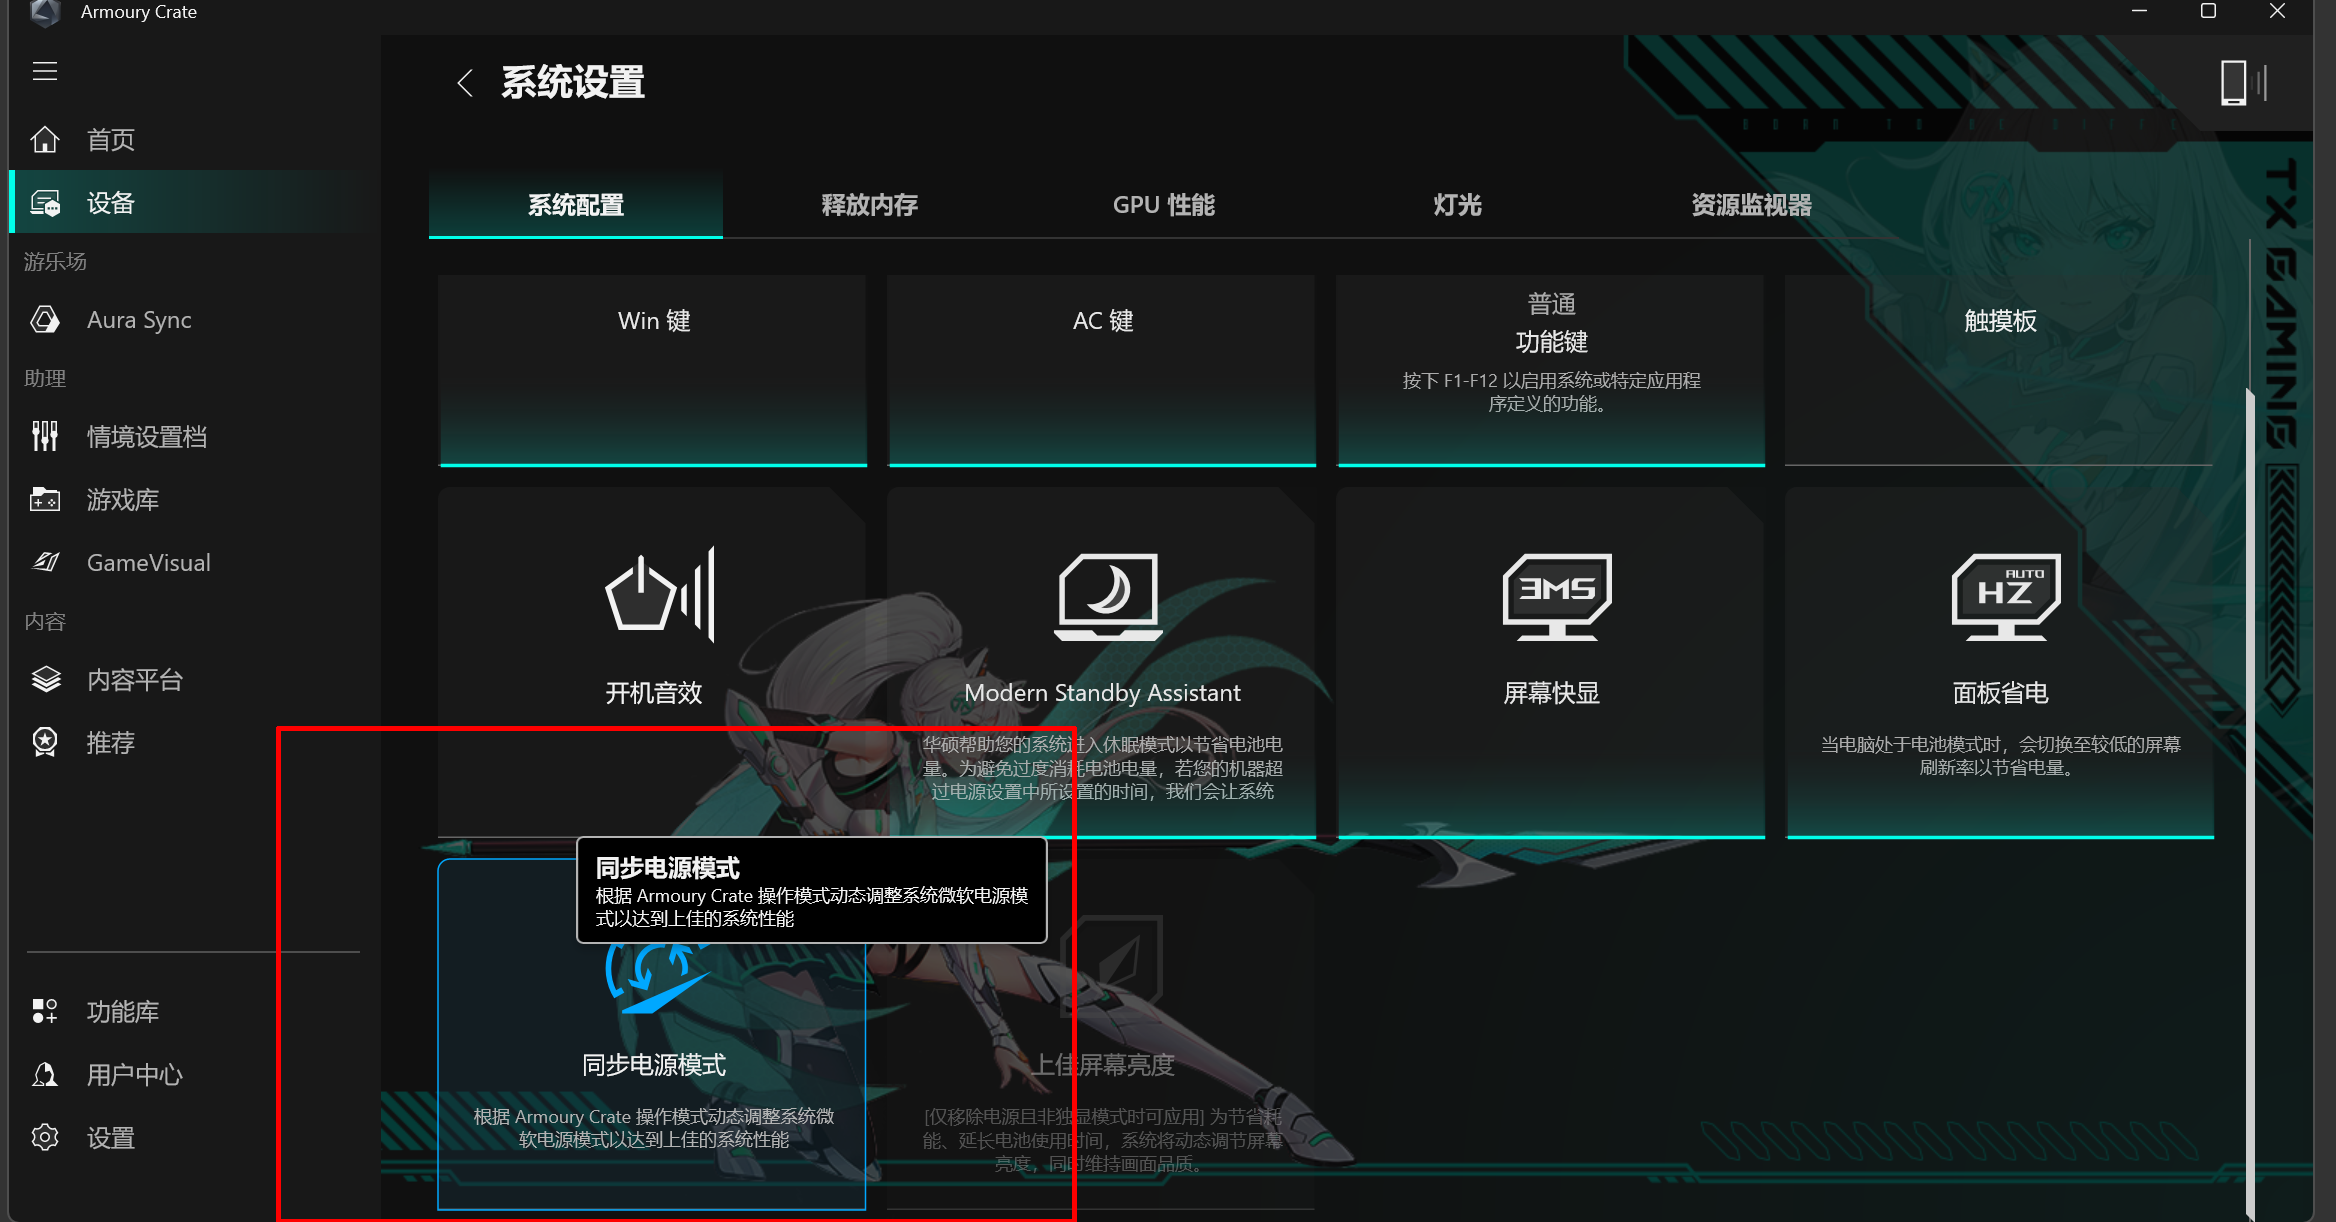 Armoury Crate
系统设置
首页
设备
游乐场
Aura Sync
助理
情境设置档
游戏库
GameVisual
内容
内容平台
推荐
功能库
用户中心
设置
系统配置
释放内存
GPU 性能
灯光
资源监视器
Win 键
AC 键
普通
功能键
按下 F1-F12 以启用系统或特定应用程
序定义的功能。
触摸板
开机音效
Modern Standby Assistant
华硕帮助您的系统进入休眠模式以节省电池电
量。为避免过度消耗电池电量，若您的机器超
过电源设置中所设置的时间，我们会让系统
3MS
屏幕快显
AUTO
HZ
面板省电
当电脑处于电池模式时，会切换至较低的屏幕
刷新率以节省电量。
同步电源模式
根据 Armoury Crate 操作模式动态调整系统微软电源模
式以达到上佳的系统性能
同步电源模式
根据 Armoury Crate 操作模式动态调整系统微
软电源模式以达到上佳的系统性能
上佳屏幕亮度
[仅移除电源且非独显模式时可应用] 为节省耗
能、延长电池使用时间，系统将动态调节屏幕
亮度，同时维持画面品质。
TX GAMING